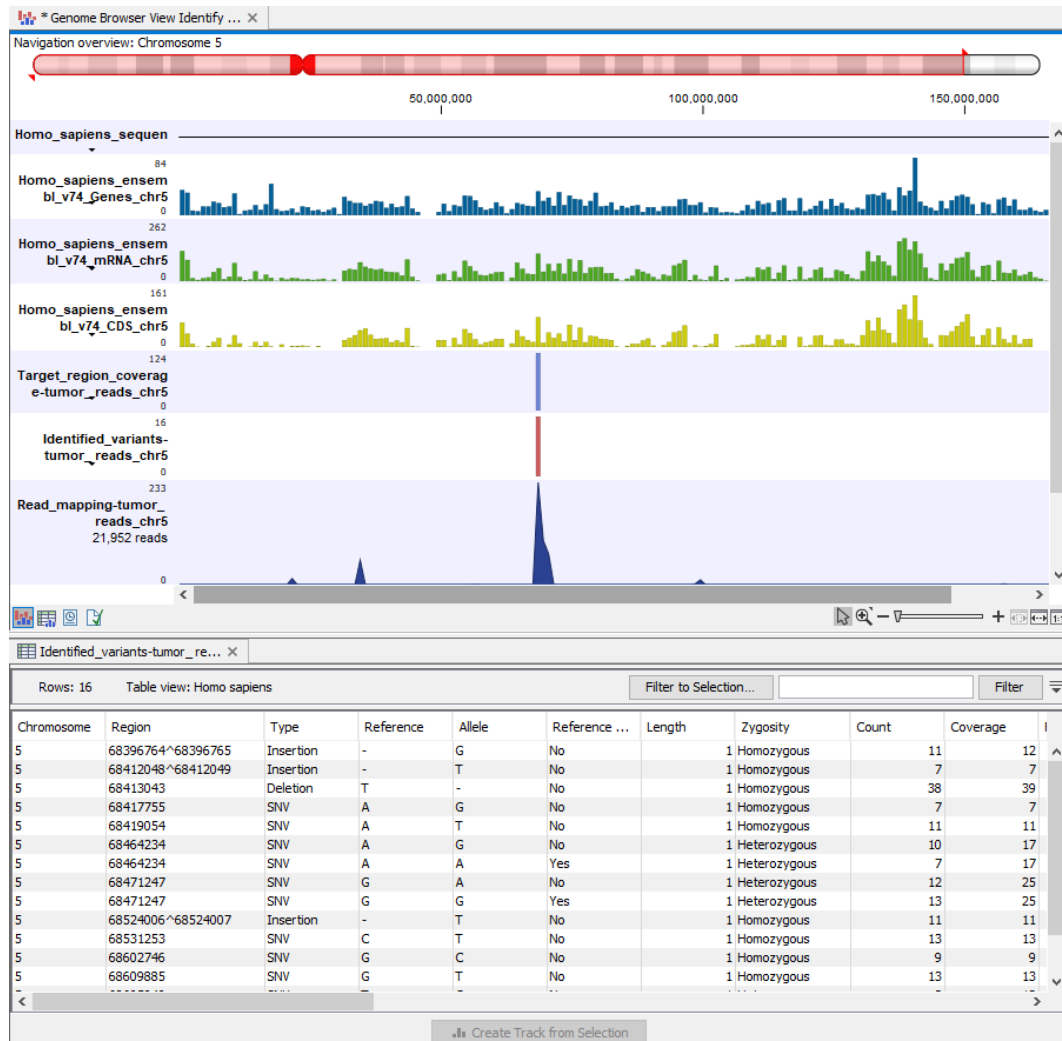 * Genome Browser View Identify ... ×
Navigation overview: Chromosome 5
50,000,000 100,000,000 150,000,000
Homo_sapiens_sequen
84
Homo_sapiens_ensem
bl_v74_Genes_chr5
0
262
Homo_sapiens_ensem
bl_v74_mRNA_chr5
0
161
Homo_sapiens_ensem
bl_v74_CDS_chr5
0
124
Target_region_coverag
e-tumor_reads_chr5
0
16
Identified_variants-
tumor_reads_chr5
0
233
Read_mapping-tumor_
reads_chr5
21,952 reads
0
Identified_variants-tumor_re... ×
Rows: 16 Table view: Homo sapiens Filter to Selection... Filter
Chromosome Region Type Reference Allele Reference ... Length Zygosity Count Coverage
5 68396764^68396765 Insertion - G No 1 Homozygous 11 12
5 68412048^68412049 Insertion - T No 1 Homozygous 7 7
5 68413043 Deletion T - No 1 Homozygous 38 39
5 68417755 SNV A G No 1 Homozygous 7 7
5 68419054 SNV A T No 1 Homozygous 11 11
5 68464234 SNV A G No 1 Heterozygous 10 17
5 68464234 SNV A A Yes 1 Heterozygous 7 17
5 68471247 SNV G A No 1 Heterozygous 12 25
5 68471247 SNV G G Yes 1 Heterozygous 13 25
5 68524006^68524007 Insertion - T No 1 Homozygous 11 11
5 68531253 SNV C T No 1 Homozygous 13 13
5 68602746 SNV G C No 1 Homozygous 9 9
5 68609885 SNV G T No 1 Homozygous 13 13
Create Track from Selection